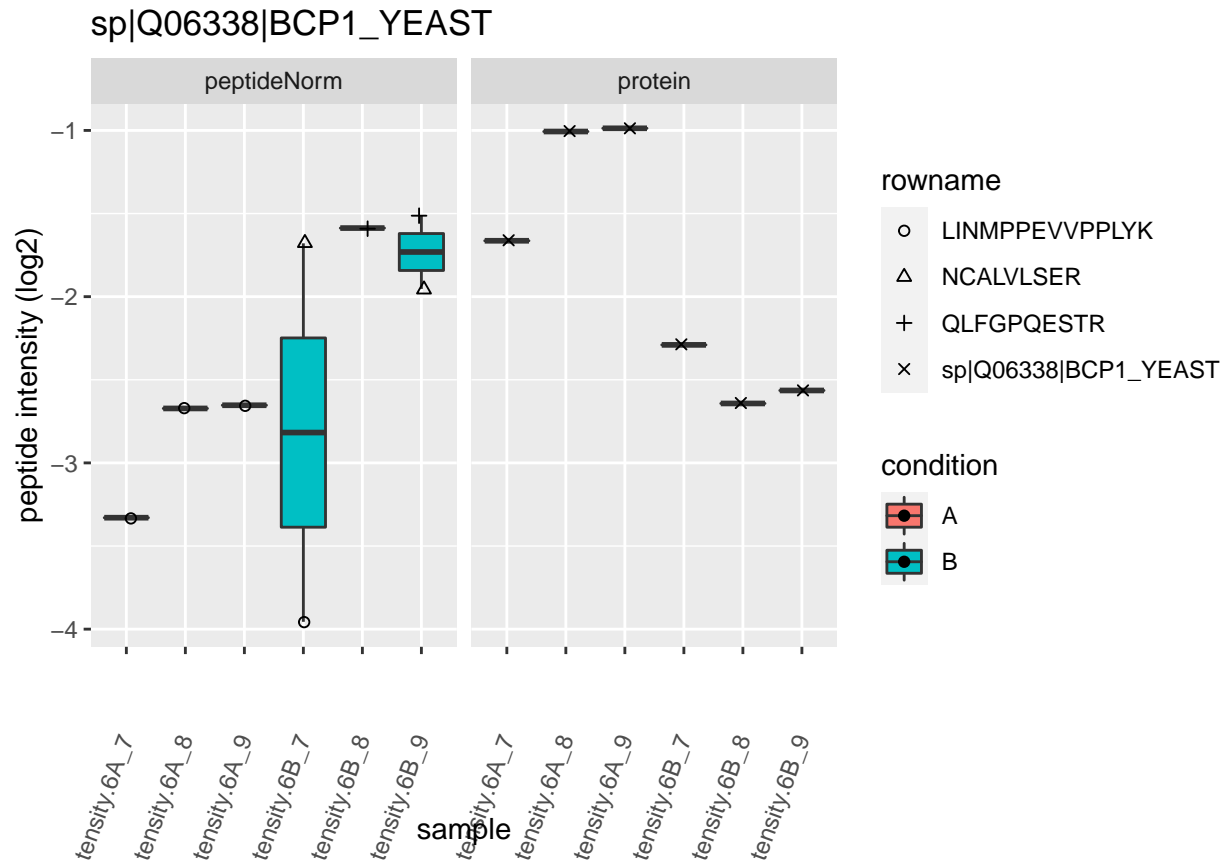 sp|Q06338|BCP1_YEAST
peptideNorm
protein
−1
−2
−3
−4
peptide intensity (log2)
tensity.6A_7
tensity.6A_8
tensity.6A_9
tensity.6B_7
tensity.6B_8
tensity.6B_9
tensity.6A_7
tensity.6A_8
tensity.6A_9
tensity.6B_7
tensity.6B_8
tensity.6B_9
sample
rowname
LINMPPEVVPPLYK
NCALVLSER
QLFGPQESTR
sp|Q06338|BCP1_YEAST
condition
A
B